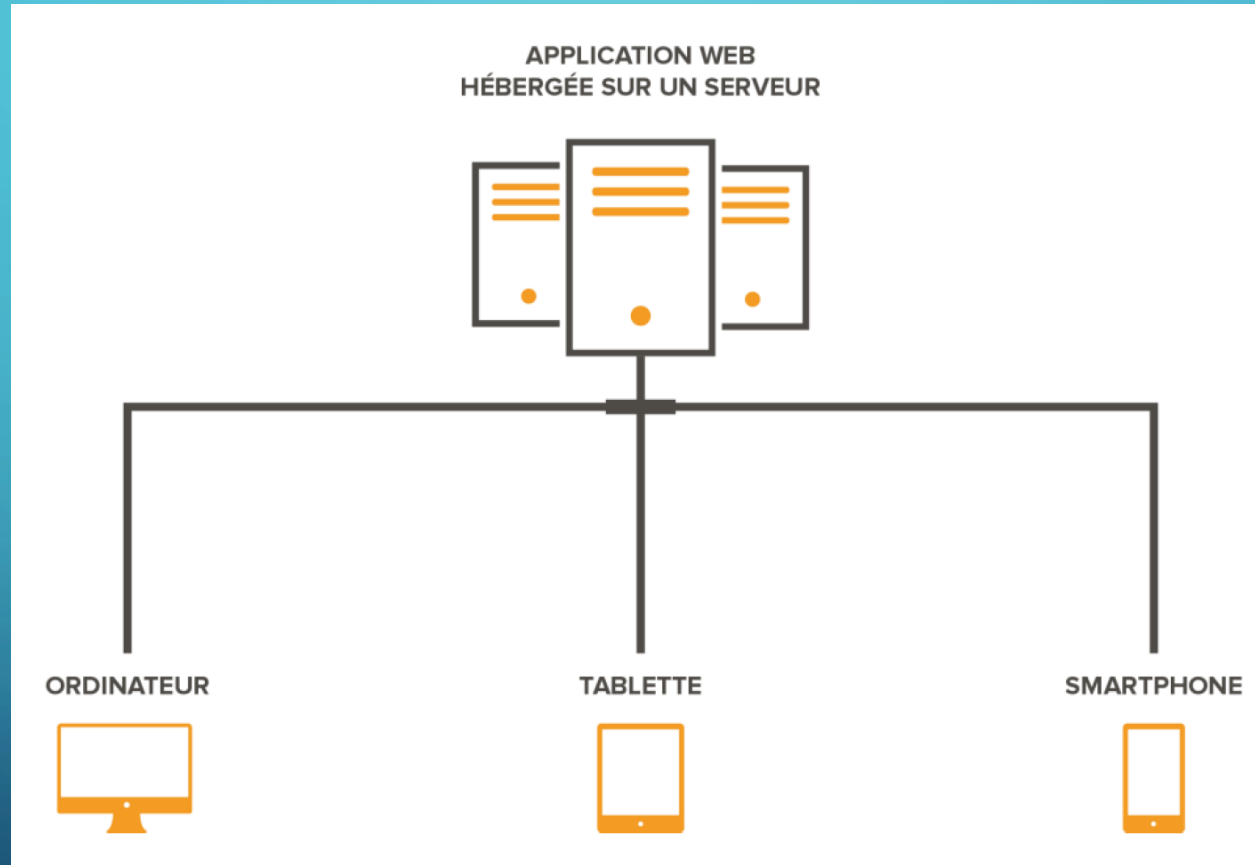 APPLICATION WEB
HÉBERGÉE SUR UN SERVEUR
ORDINATEUR
TABLETTE
SMARTPHONE